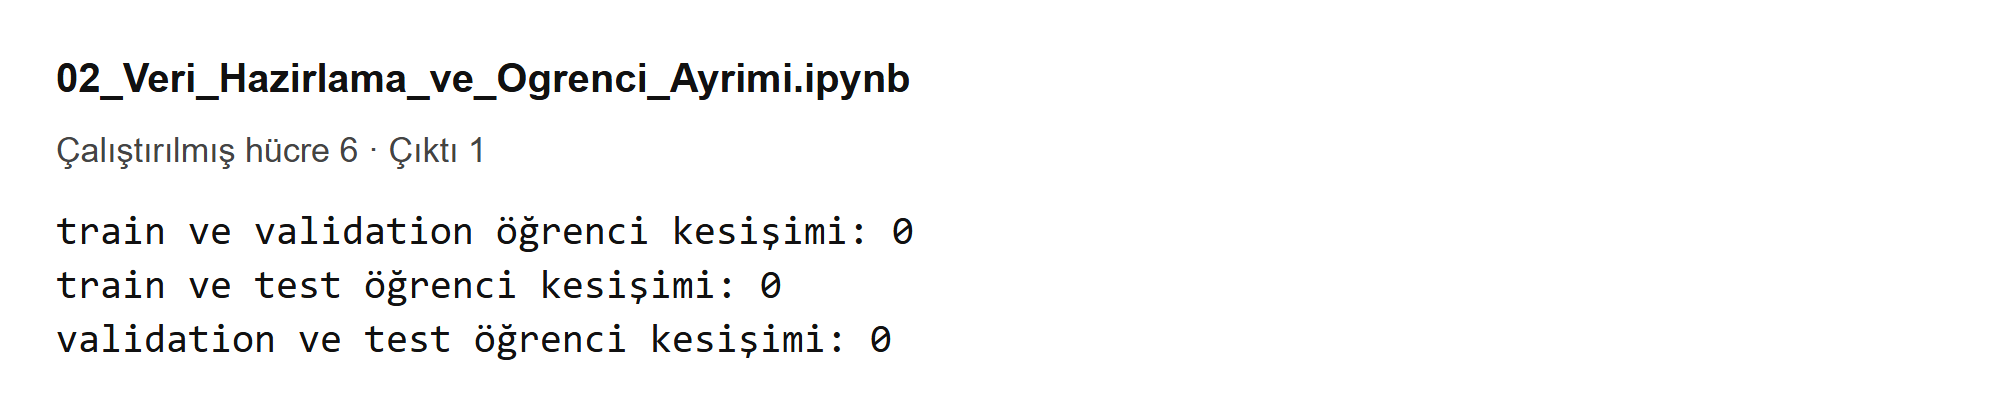 02_Veri_Hazirlama_ve_Ogrenci_Ayrimi.ipynb
Çalıştırılmış hücre 6 · Çıktı 1
train ve validation öğrenci kesişimi: 0
train ve test öğrenci kesişimi: 0
validation ve test öğrenci kesişimi: 0